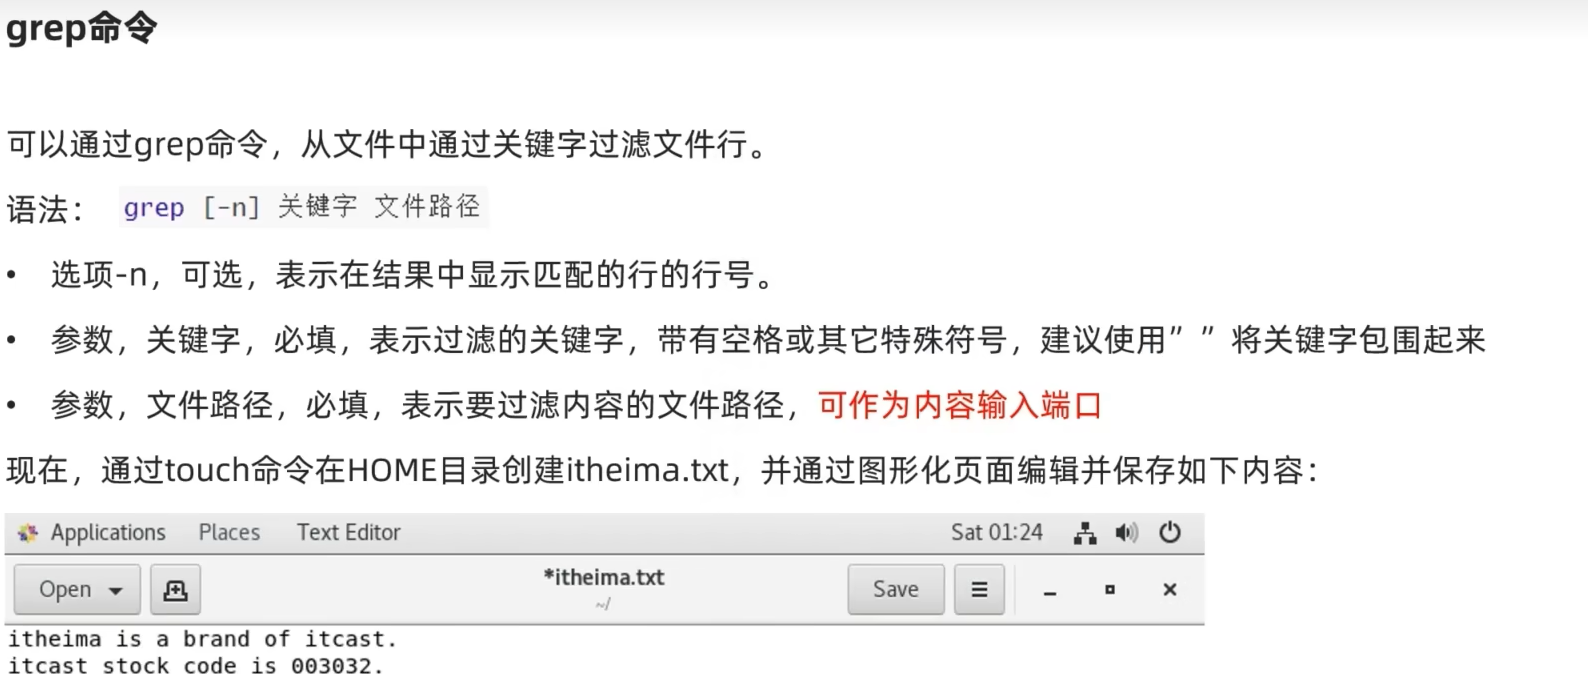 grep命令
可以通过grep命令，从文件中通过关键字过滤文件行。
语法： grep [-n] 关键字 文件路径
• 选项-n，可选，表示在结果中显示匹配的行的行号。
• 参数，关键字，必填，表示过滤的关键字，带有空格或其它特殊符号，建议使用” ”将关键字包围起来
• 参数，文件路径，必填，表示要过滤内容的文件路径，可作为内容输入端口
现在，通过touch命令在HOME目录创建itheima.txt，并通过图形化页面编辑并保存如下内容：
Applications Places Text Editor Sat 01:24
Open *itheima.txt Save
~/
itheima is a brand of itcast.
itcast stock code is 003032.